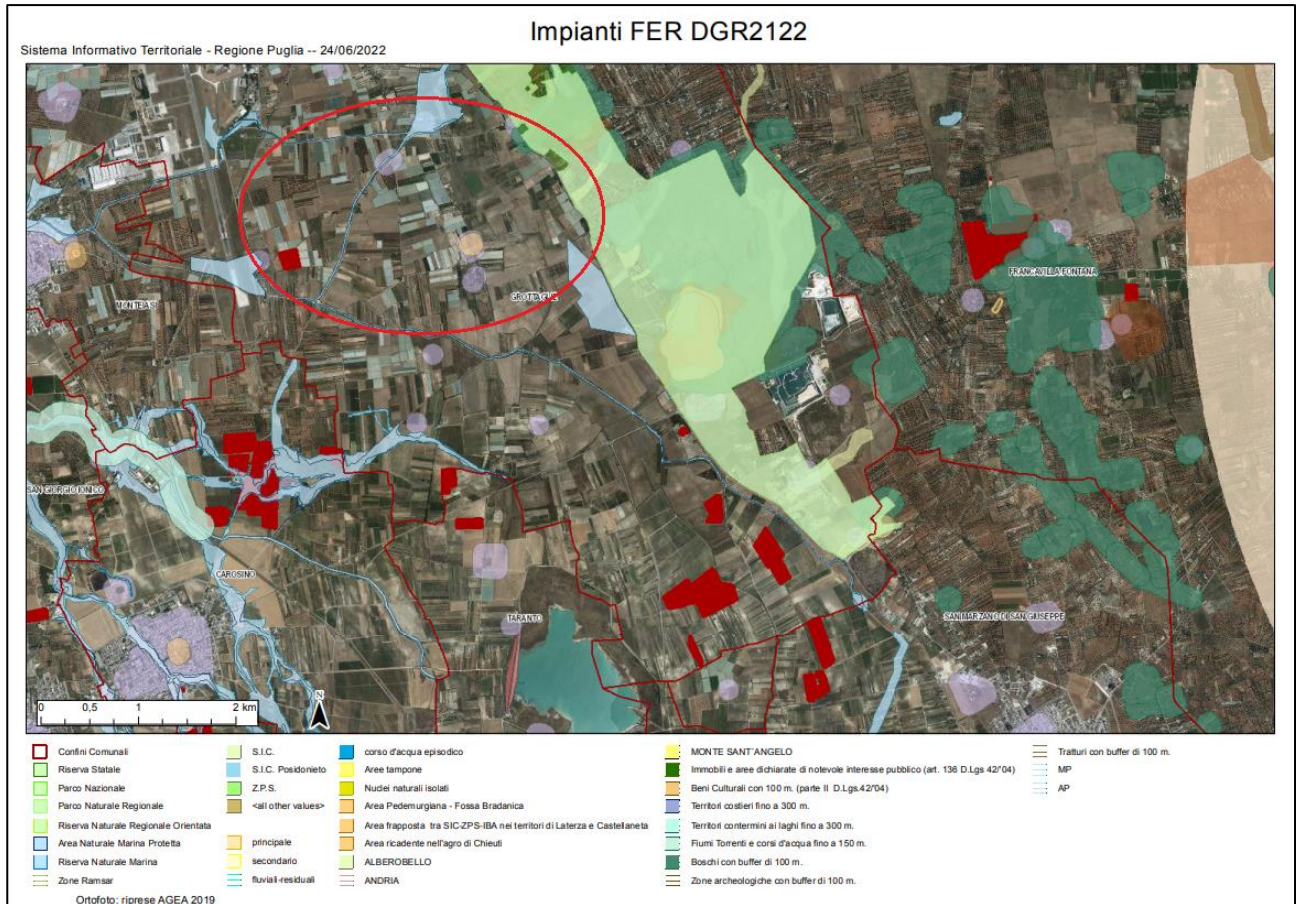 Impianti FER DGR2122
Sistema Informativo Territoriale - Regione Puglia -- 24/06/2022
FRANCAVILLA FONTANA
MONTEIASI
GROTTAGLIE
SAN GIORGIO IONICO
CAROSINO
TARANTO
SAN MARZANO DI SAN GIUSEPPE
N
0 0,5 1 2 km
Confini Comunali
Riserva Statale
Parco Nazionale
Parco Naturale Regionale
Riserva Naturale Regionale Orientata
Area Naturale Marina Protetta
Riserva Naturale Marina
Zone Ramsar
S.I.C.
S.I.C. Posidonieto
Z.P.S.
<all other values>
principale
secondario
fluviali-residuali
corso d'acqua episodico
Aree tampone
Nuclei naturali isolati
Area Pedemurgiana - Fossa Bradanica
Area frapposta tra SIC-ZPS-IBA nei territori di Laterza e Castellaneta
Area ricadente nell'agro di Chieuti
ALBEROBELLO
ANDRIA
MONTE SANT'ANGELO
Immobili e aree dichiarate di notevole interesse pubblico (art. 136 D.Lgs 42/'04)
Beni Culturali con 100 m. (parte II D.Lgs.42/'04)
Territori costieri fino a 300 m.
Territori contermini ai laghi fino a 300 m.
Fiumi Torrenti e corsi d'acqua fino a 150 m.
Boschi con buffer di 100 m.
Zone archeologiche con buffer di 100 m.
Tratturi con buffer di 100 m.
MP
AP
Ortofoto: riprese AGEA 2019